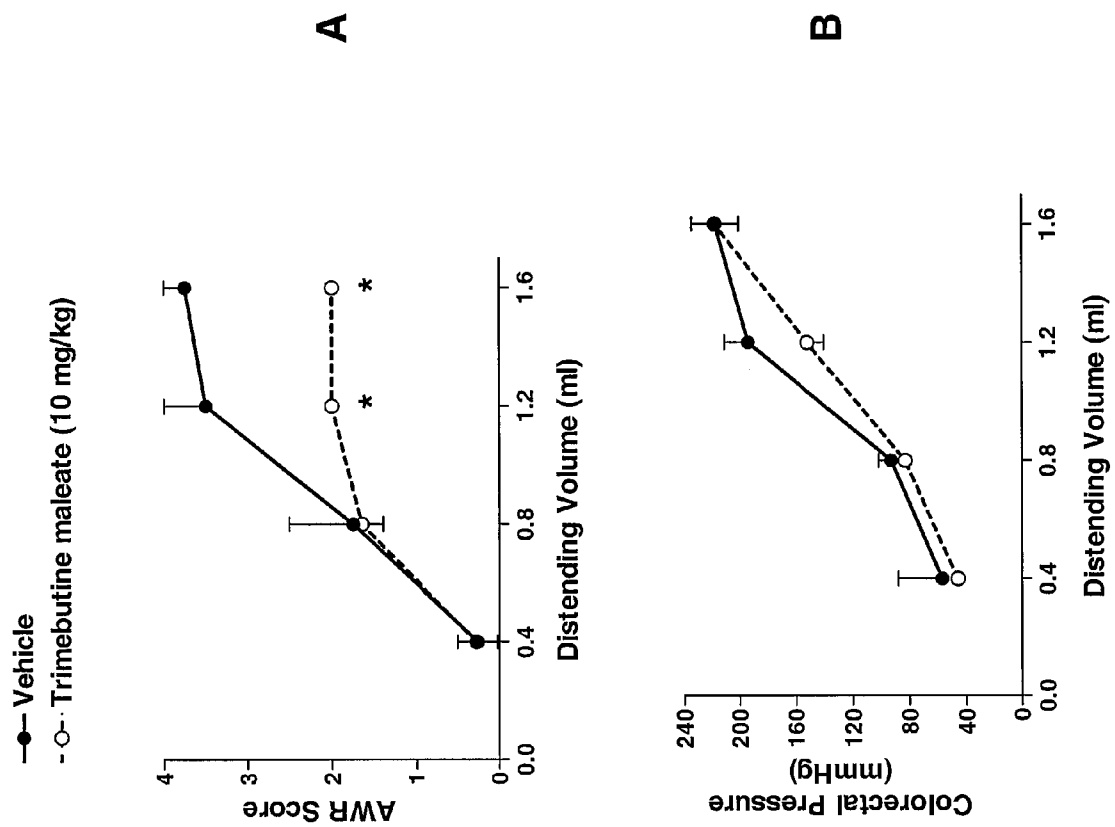 Vehicle
Trimebutine maleate (10 mg/kg)
A
AWR Score
4
3
2
1
0
0.0 0.4 0.8 1.2 1.6
* *
Distending Volume (ml)
B
Colorectal Pressure
(mmHg)
240
200
160
120
80
40
0
0.0 0.4 0.8 1.2 1.6
Distending Volume (ml)